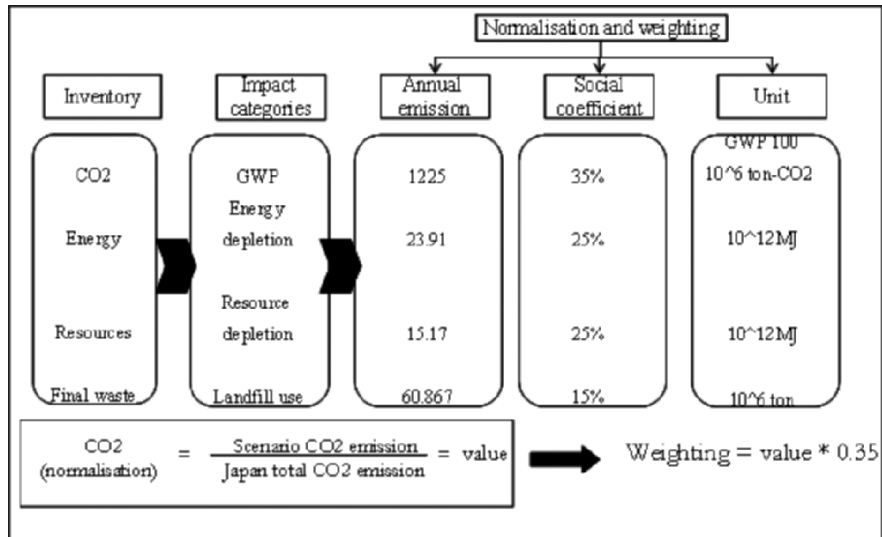 Normalisation and weighting
Inventory
Impact
categories
Annual
emission
Social
coefficient
Unit
GWP 100
CO2
GWP
1225
35%
10^6 ton-CO2
Energy
Energy
depletion
23.91
25%
10^12MJ
Resource
Resources
depletion
15.17
25%
10^12MJ
Final waste
Landfill use
60.867
15%
10^6 ton
CO2
(normalisation)
=
Scenario CO2 emission
Japan total CO2 emission
= value
Weighting = value * 0.35